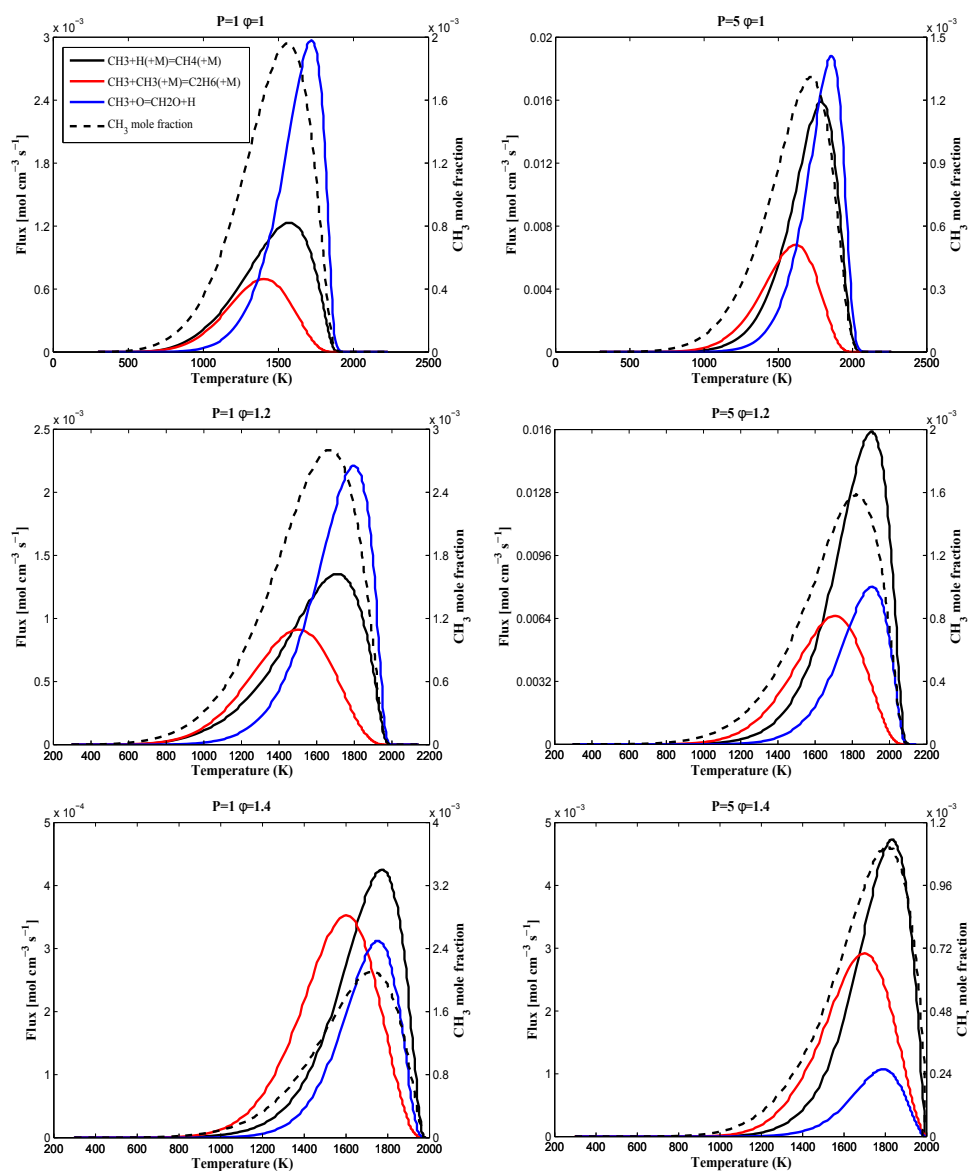 P=1 φ=1
x 10⁻³
x 10⁻³
3
2.4
1.8
1.2
0.6
0
2
1.6
1.2
0.8
0.4
0
CH3+H(+M)=CH4(+M)
CH3+CH3(+M)=C2H6(+M)
CH3+O=CH2O+H
CH₃ mole fraction
Flux [mol cm⁻³ s⁻¹]
CH₃ mole fraction
0 500 1000 1500 2000 2500
Temperature (K)
P=5 φ=1
x 10⁻³
0.02
0.016
0.012
0.008
0.004
0
1.5
1.2
0.9
0.6
0.3
0
Flux [mol cm⁻³ s⁻¹]
CH₃ mole fraction
0 500 1000 1500 2000 2500
Temperature (K)
P=1 φ=1.2
x 10⁻³
x 10⁻³
2.5
2
1.5
1
0.5
0
3
2.4
1.8
1.2
0.6
0
Flux [mol cm⁻³ s⁻¹]
CH₃ mole fraction
200 400 600 800 1000 1200 1400 1600 1800 2000 2200
Temperature (K)
P=5 φ=1.2
x 10⁻³
0.016
0.0128
0.0096
0.0064
0.0032
0
2
1.6
1.2
0.8
0.4
0
Flux [mol cm⁻³ s⁻¹]
CH₃ mole fraction
200 400 600 800 1000 1200 1400 1600 1800 2000 2200
Temperature (K)
P=1 φ=1.4
x 10⁻⁴
x 10⁻³
5
4
3
2
1
0
4
3.2
2.4
1.6
0.8
0
Flux [mol cm⁻³ s⁻¹]
CH₃ mole fraction
200 400 600 800 1000 1200 1400 1600 1800 2000
Temperature (K)
P=5 φ=1.4
x 10⁻³
x 10⁻³
5
4
3
2
1
0
1.2
0.96
0.72
0.48
0.24
0
Flux [mol cm⁻³ s⁻¹]
CH₃ mole fraction
200 400 600 800 1000 1200 1400 1600 1800 2000
Temperature (K)